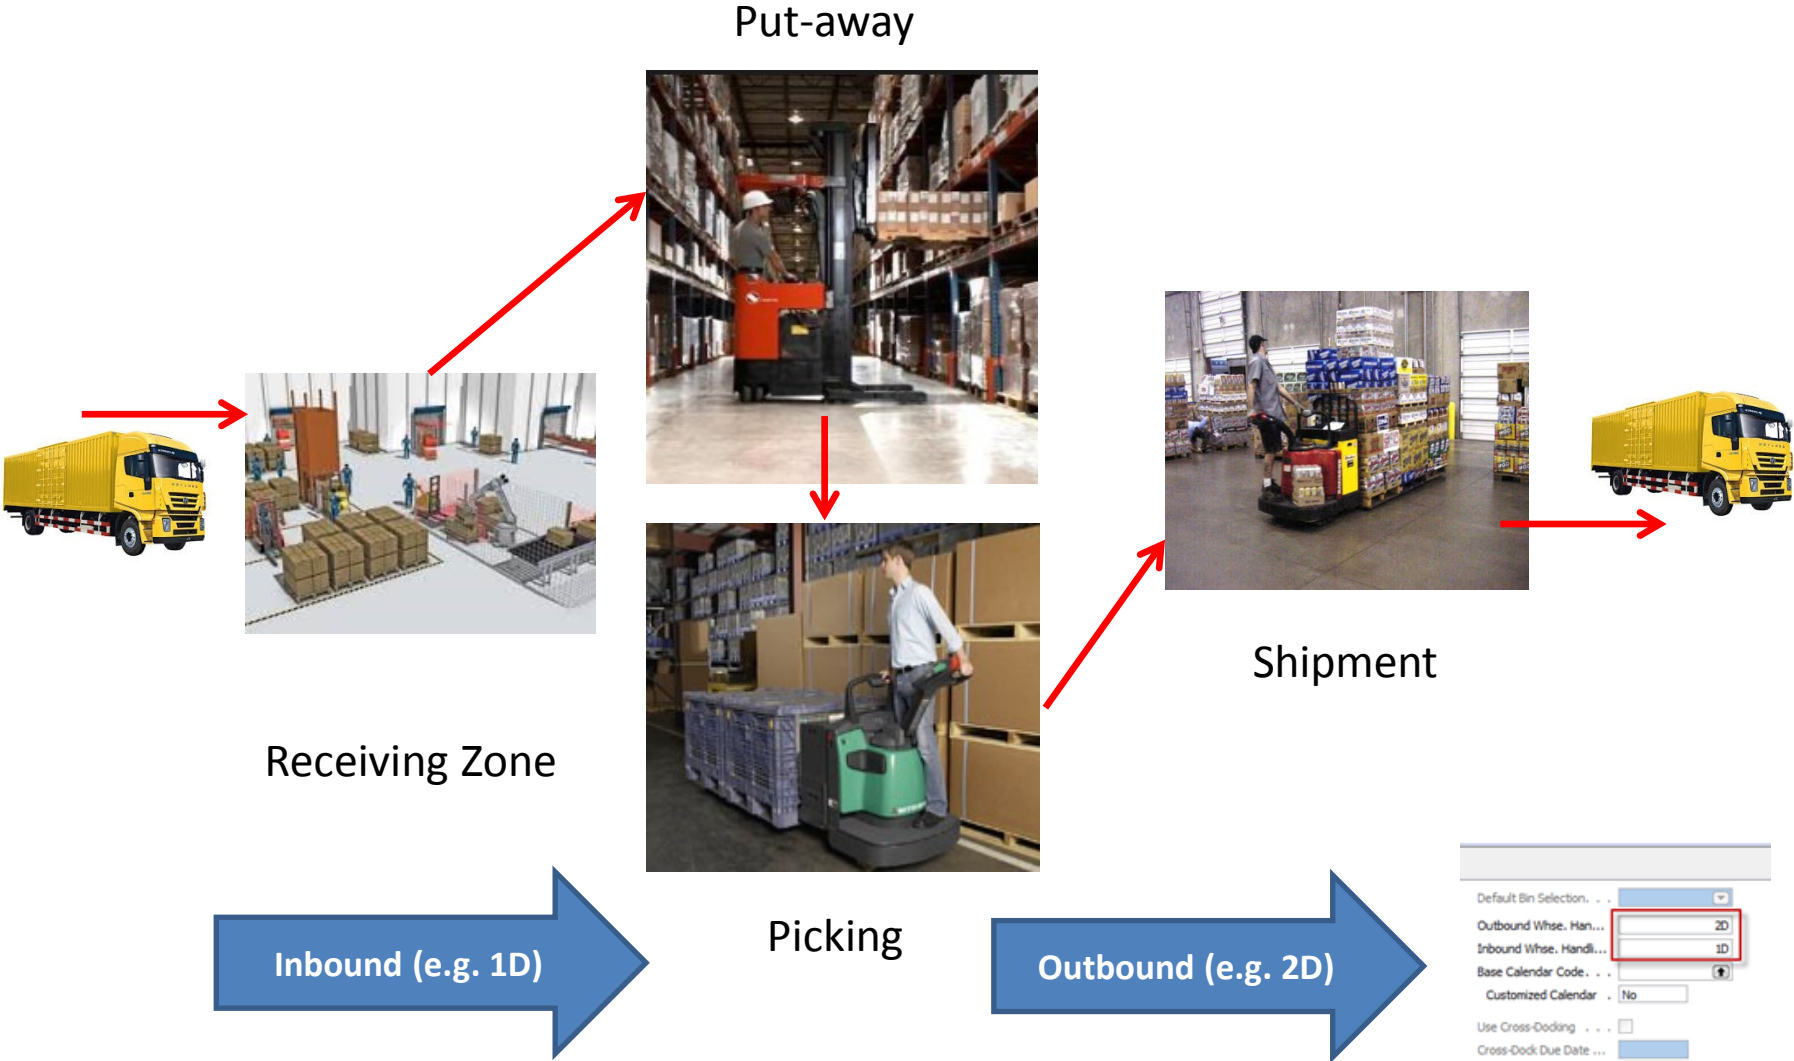 Put-away
Shipment
Receiving Zone
Picking
Inbound (e.g. 1D)
Outbound (e.g. 2D)
Default Bin Selection. . .
Outbound Whse. Han... 2D
Inbound Whse. Handli... 1D
Base Calendar Code. . .
Customized Calendar . No
Use Cross-Docking . . . .
Cross-Dock Due Date ...